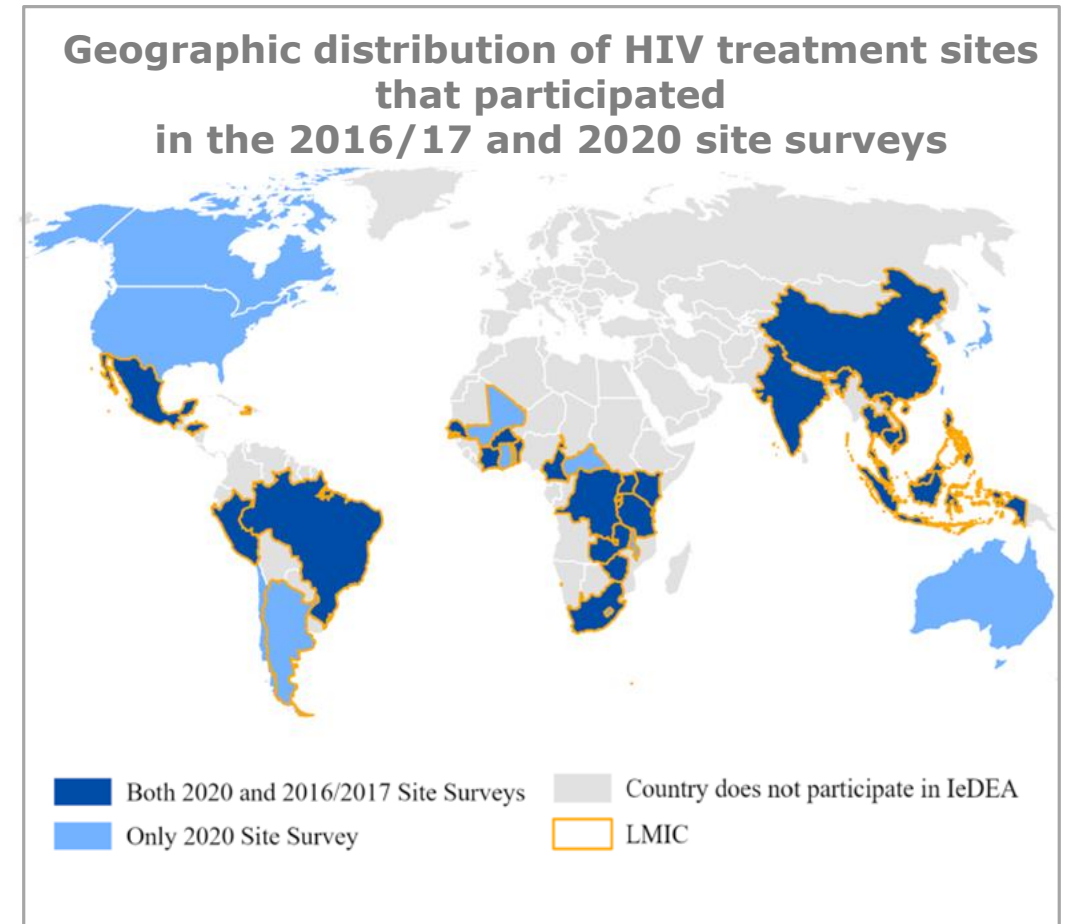 Geographic distribution of HIV treatment sites
that participated
in the 2016/17 and 2020 site surveys
Both 2020 and 2016/2017 Site Surveys
Country does not participate in IeDEA
Only 2020 Site Survey
LMIC